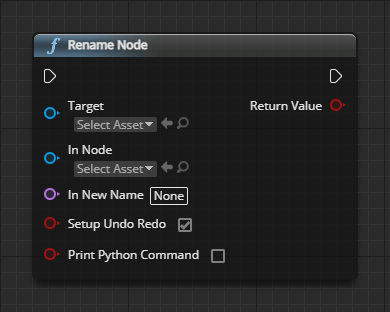 Rename Node
Target
Return Value
Select Asset
In Node
Select Asset
In New Name None
Setup Undo Redo
Print Python Command